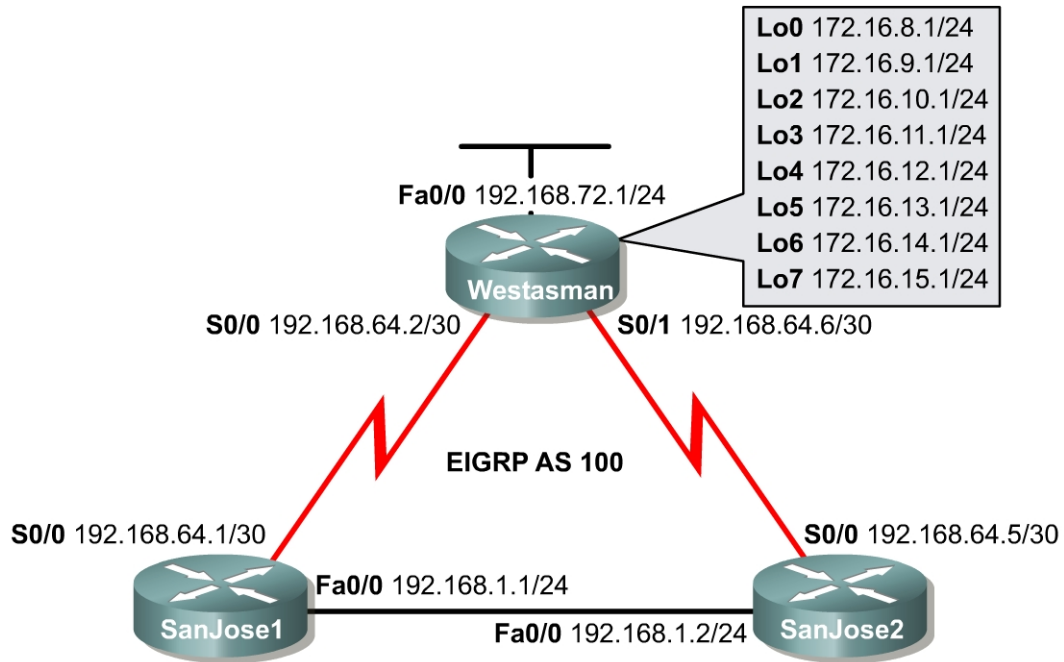 Lo0 172.16.8.1/24
Lo1 172.16.9.1/24
Lo2 172.16.10.1/24
Lo3 172.16.11.1/24
Lo4 172.16.12.1/24
Lo5 172.16.13.1/24
Lo6 172.16.14.1/24
Lo7 172.16.15.1/24
Fa0/0 192.168.72.1/24
Westasman
S0/0 192.168.64.2/30
S0/1 192.168.64.6/30
EIGRP AS 100
S0/0 192.168.64.1/30
S0/0 192.168.64.5/30
Fa0/0 192.168.1.1/24
SanJose1
Fa0/0 192.168.1.2/24
SanJose2